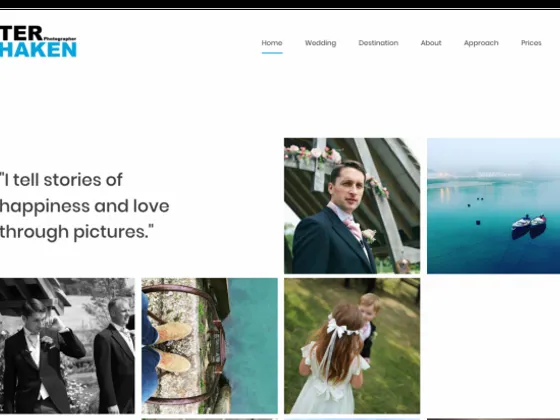 TER
Photographer
HAKEN
Home Wedding Destination About Approach Prices
"I tell stories of
happiness and love
through pictures."